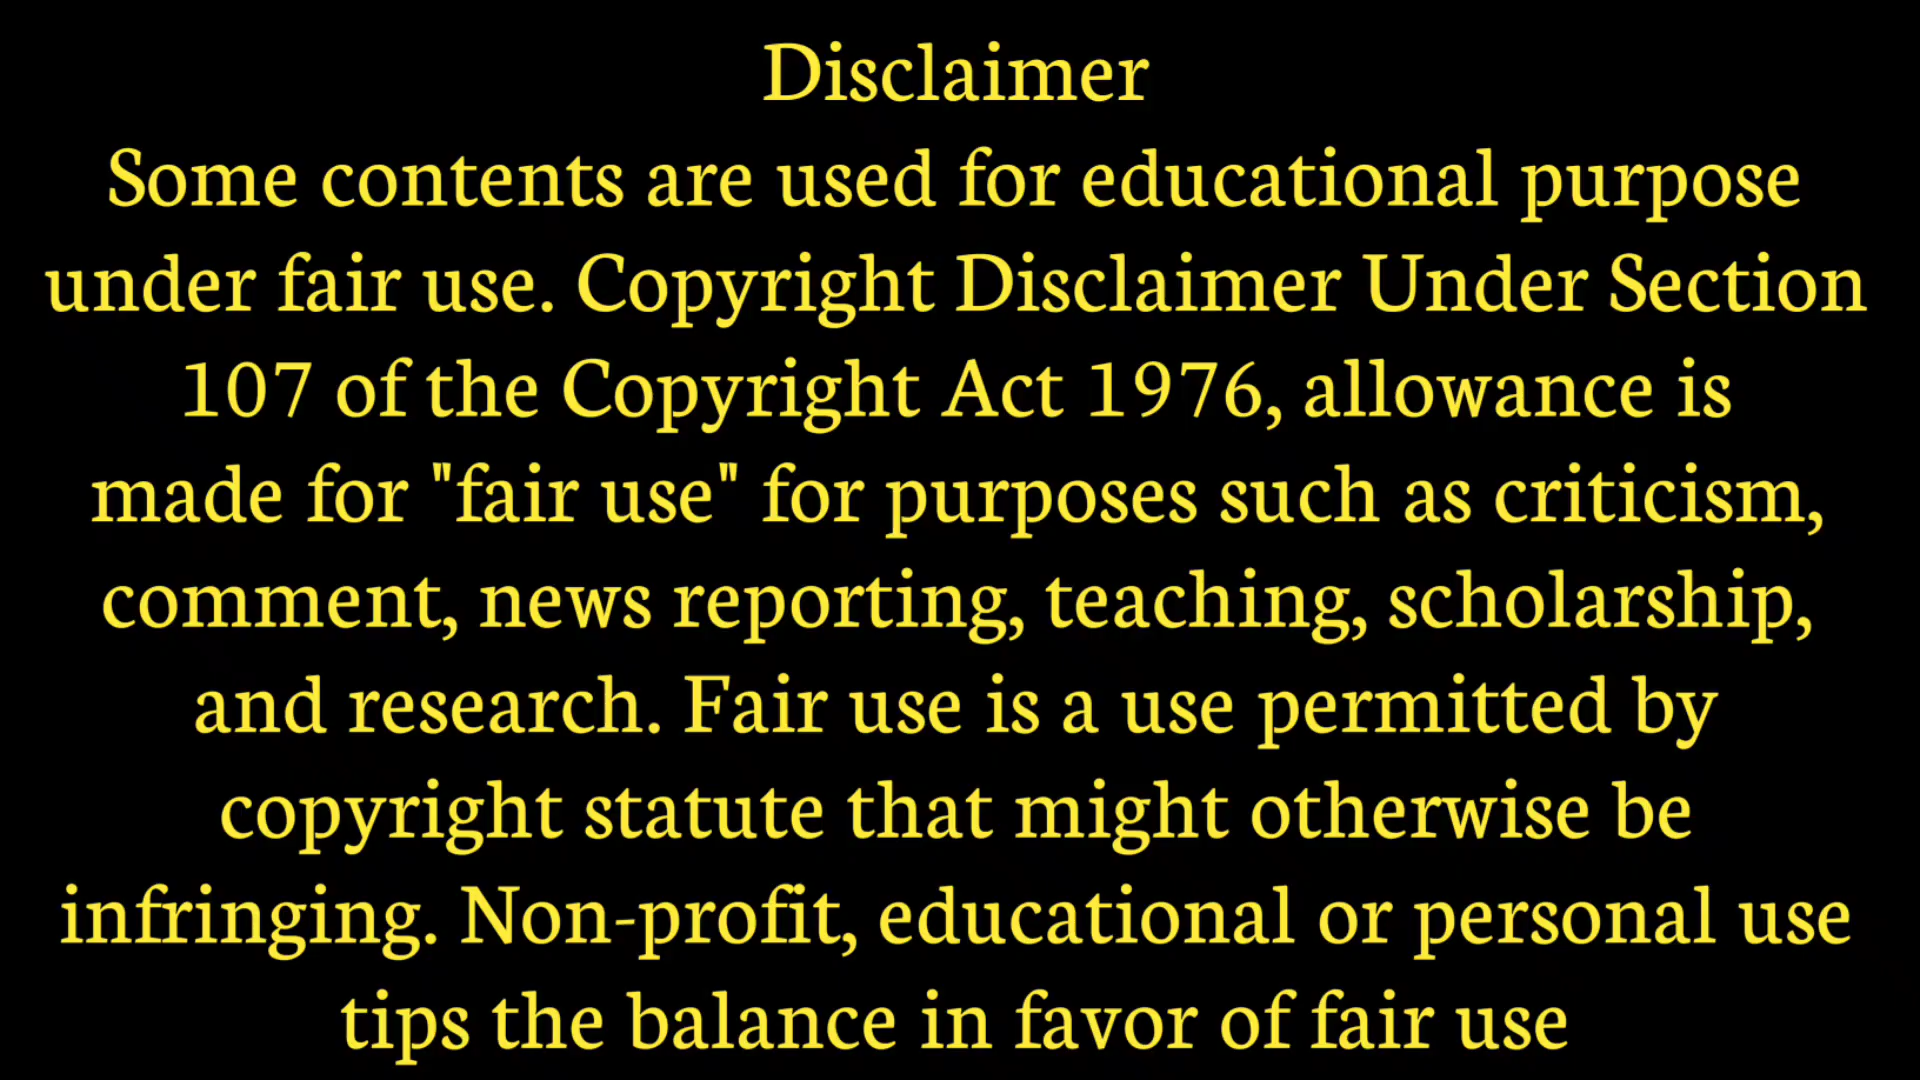 Disclaimer
Some contents are used for educational purpose
under fair use. Copyright Disclaimer Under Section
107 of the Copyright Act 1976, allowance is
made for "fair use" for purposes such as criticism,
comment, news reporting, teaching, scholarship,
and research. Fair use is a use permitted by
copyright statute that might otherwise be
infringing. Non-profit, educational or personal use
tips the balance in favor of fair use